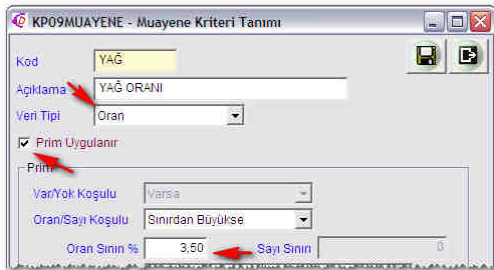 KP09MUAYENE - Muayene Kriteri Tanımı
Kod YAĞ
Açıklama YAĞ ORANI
Veri Tipi Oran
Prim Uygulanır
Prim
Var/Yok Koşulu Varsa
Oran/Sayı Koşulu Sınırdan Büyükse
Oran Sınırı % 3,50 Sayı Sınırı 0